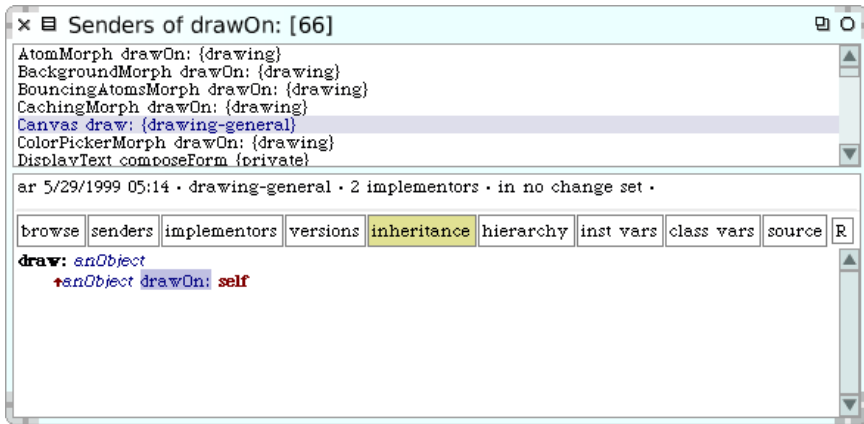 Senders of drawOn: [66]
AtomMorph drawOn: {drawing}
BackgroundMorph drawOn: {drawing}
BouncingAtomsMorph drawOn: {drawing}
CachingMorph drawOn: {drawing}
Canvas draw: {drawing-general}
ColorPickerMorph drawOn: {drawing}
DisplayText composeForm {private}
ar 5/29/1999 05:14 · drawing-general · 2 implementors · in no change set ·
browse senders implementors versions inheritance hierarchy inst vars class vars source R
draw: anObject
↑anObject drawOn: self